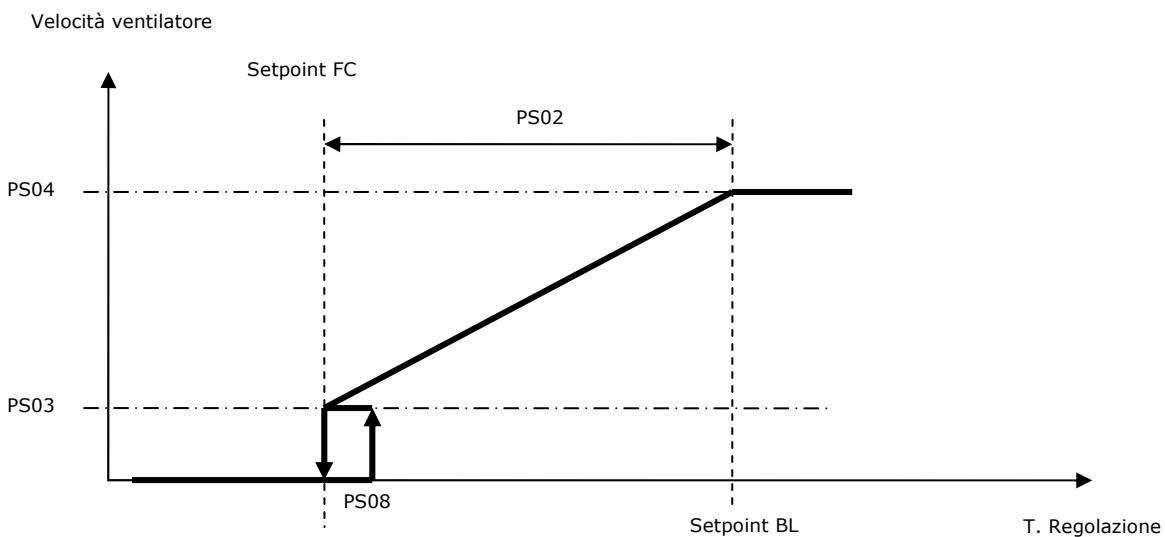 Velocità ventilatore
Setpoint FC
PS02
PS04
PS03
PS08
Setpoint BL
T. Regolazione